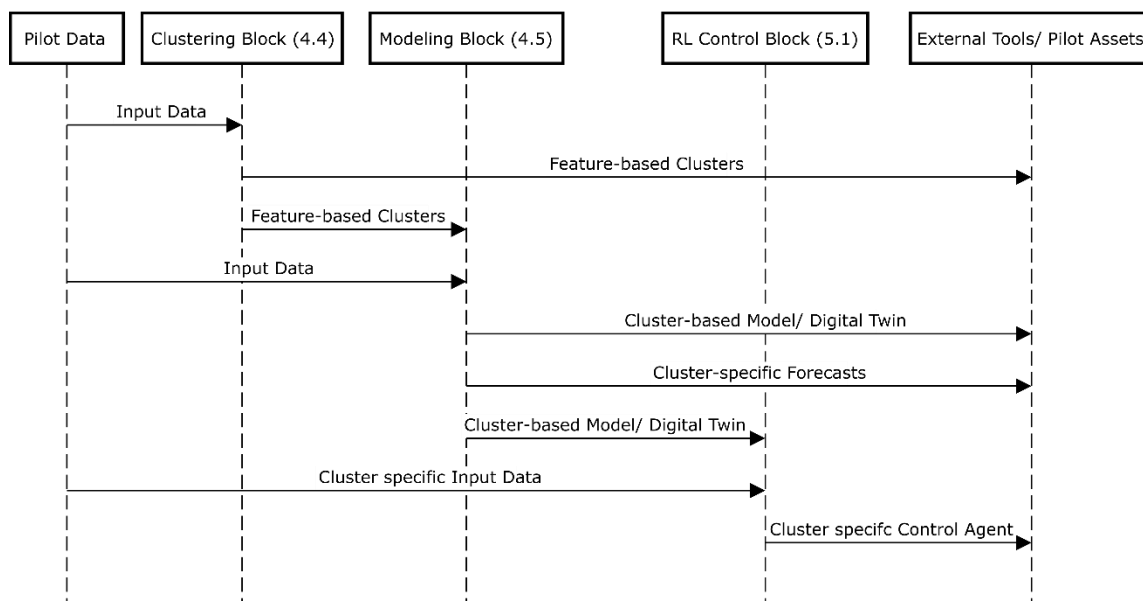 Pilot Data
Clustering Block (4.4)
Modeling Block (4.5)
RL Control Block (5.1)
External Tools/ Pilot Assets
Input Data
Feature-based Clusters
Feature-based Clusters
Input Data
Cluster-based Model/ Digital Twin
Cluster-specific Forecasts
Cluster-based Model/ Digital Twin
Cluster specific Input Data
Cluster specifc Control Agent